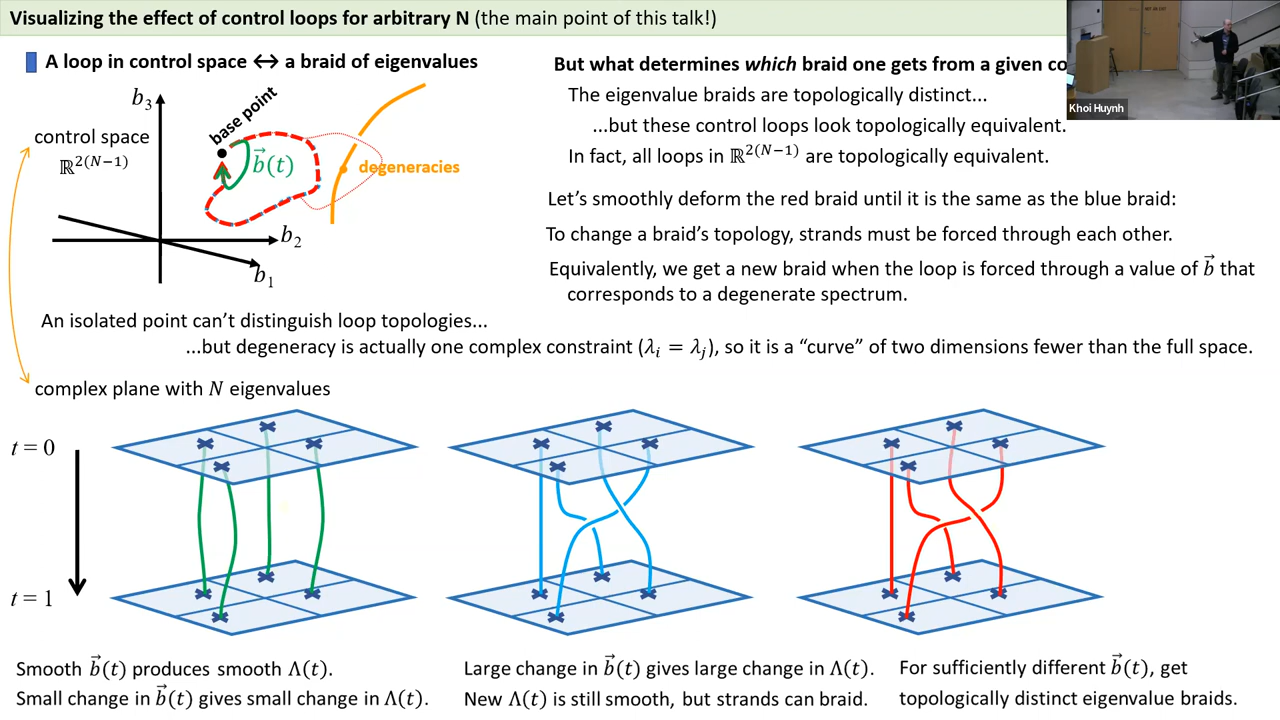 Visualizing the effect of control loops for arbitrary N (the main point of this talk!)
A loop in control space ↔ a braid of eigenvalues
b₃
control space
ℝ²⁽ᴺ⁻¹⁾
base point
b⃗(t)
degeneracies
b₂
b₁
But what determines which braid one gets from a given co
The eigenvalue braids are topologically distinct...
...but these control loops look topologically equivalent.
In fact, all loops in ℝ²⁽ᴺ⁻¹⁾ are topologically equivalent.
Let's smoothly deform the red braid until it is the same as the blue braid:
To change a braid's topology, strands must be forced through each other.
Equivalently, we get a new braid when the loop is forced through a value of b⃗ that
corresponds to a degenerate spectrum.
Khoi Huynh
An isolated point can't distinguish loop topologies...
...but degeneracy is actually one complex constraint (λᵢ = λⱼ), so it is a "curve" of two dimensions fewer than the full space.
complex plane with N eigenvalues
t = 0
t = 1
Smooth b⃗(t) produces smooth Λ(t).
Small change in b⃗(t) gives small change in Λ(t).
Large change in b⃗(t) gives large change in Λ(t).
New Λ(t) is still smooth, but strands can braid.
For sufficiently different b⃗(t), get
topologically distinct eigenvalue braids.